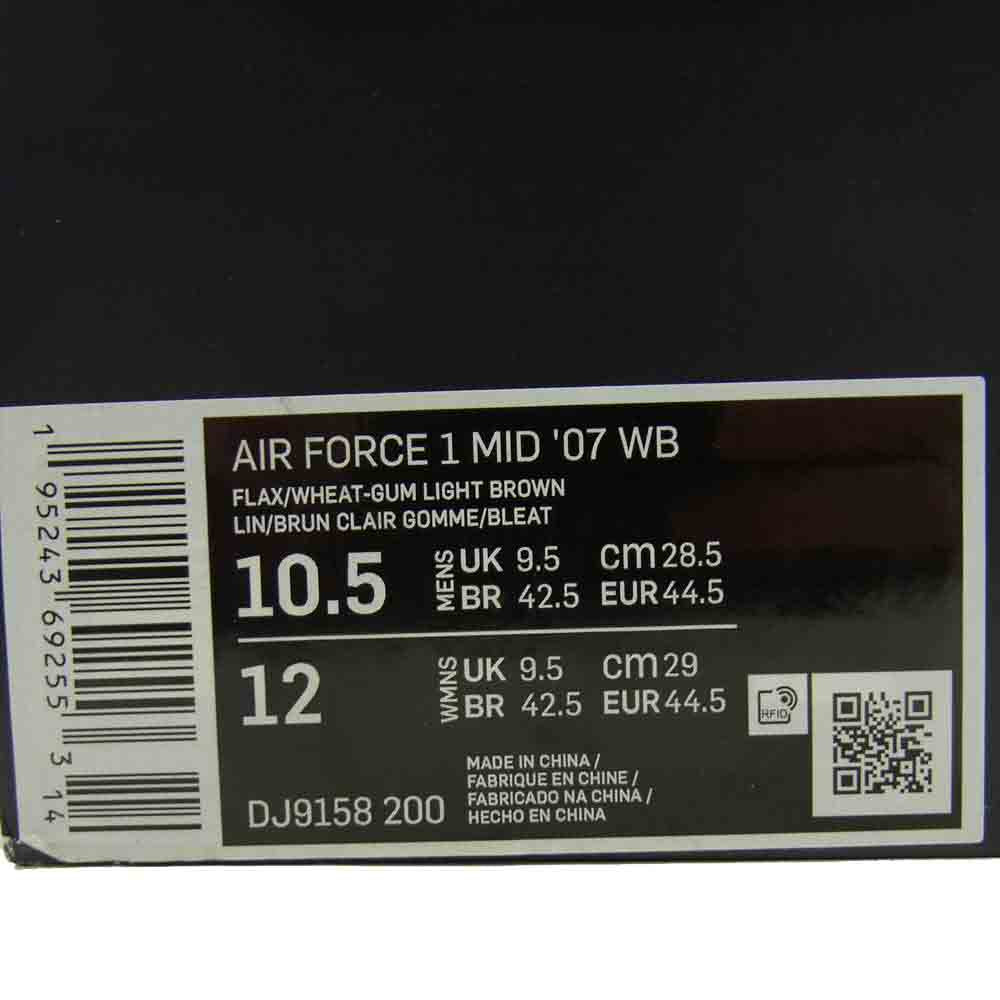 AIR FORCE 1 MID '07 WB
FLAX/WHEAT-GUM LIGHT BROWN
LIN/BRUN CLAIR GOMME/BLEAT
10.5 MENS UK 9.5 cm 28.5
BR 42.5 EUR 44.5
12 WMNS UK 9.5 cm 29
BR 42.5 EUR 44.5
RFID
DJ9158 200
MADE IN CHINA /
FABRIQUE EN CHINE /
FABRICADO NA CHINA /
HECHO EN CHINA
1 95243 69255 3 14